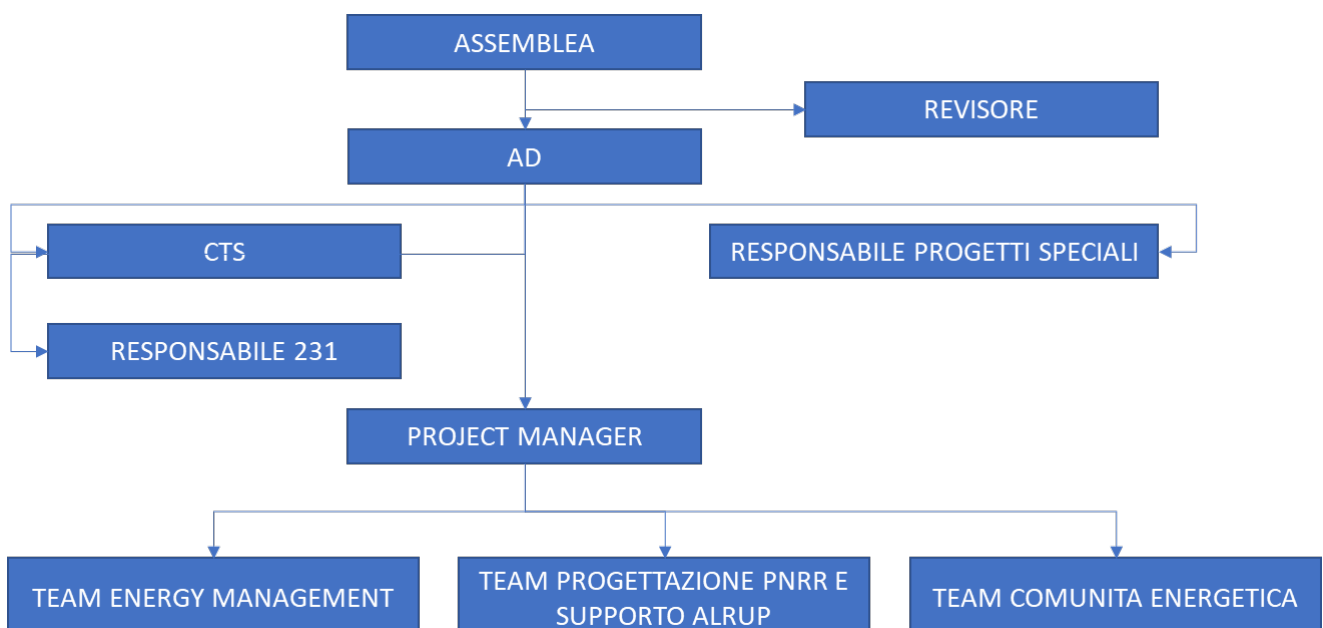 ASSEMBLEA
REVISORE
AD
CTS
RESPONSABILE PROGETTI SPECIALI
RESPONSABILE 231
PROJECT MANAGER
TEAM ENERGY MANAGEMENT
TEAM PROGETTAZIONE PNRR E
SUPPORTO ALRUP
TEAM COMUNITA ENERGETICA